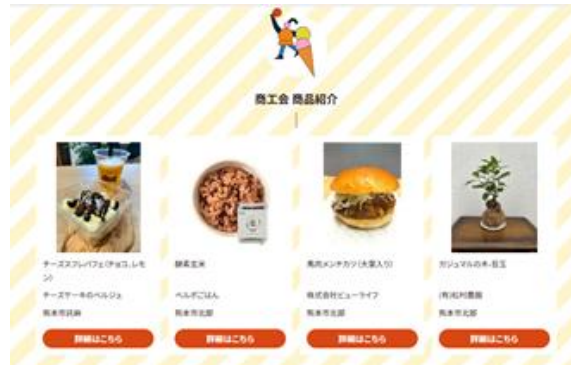 商工会 商品紹介
チーズスフレパフェ(チョコ、レモ
ン)
チーズケーキのベルジェ
熊本市託麻
詳細はこちら
酵素玄米
ベルポごはん
熊本市北部
詳細はこちら
馬肉メンチカツ(大葉入り)
株式会社ビューライフ
熊本市北部
詳細はこちら
ガジュマルの木・苔玉
(有)松村農園
熊本市北部
詳細はこちら